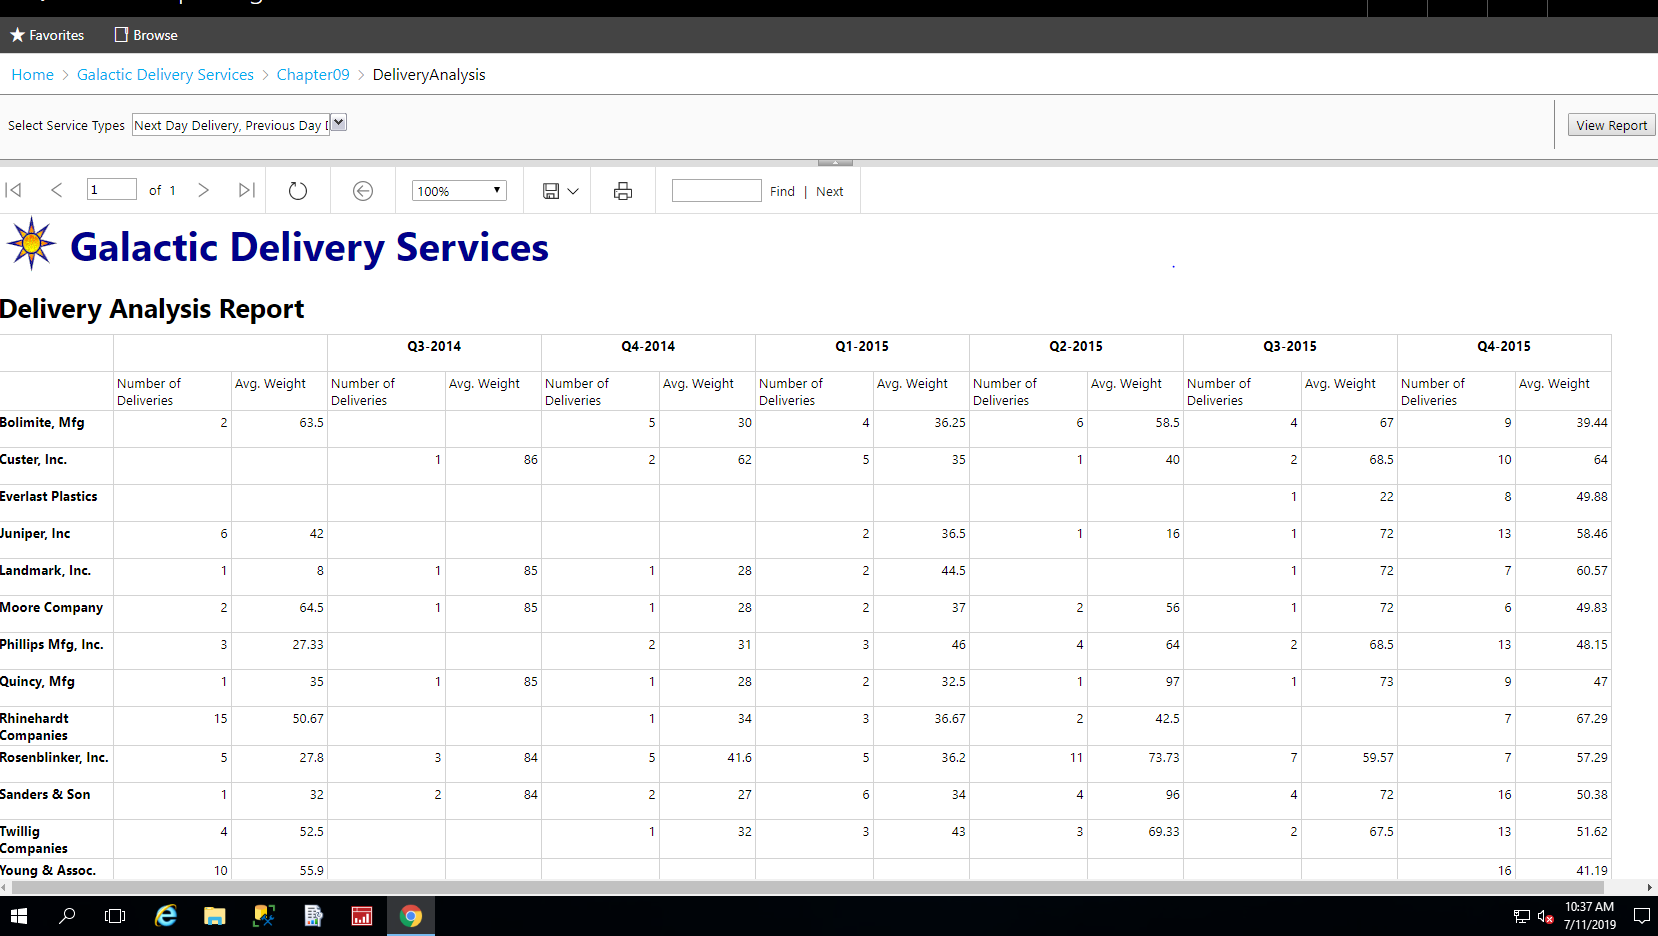 Favorites Browse
Home > Galactic Delivery Services > Chapter09 > DeliveryAnalysis
Select Service Types Next Day Delivery, Previous Day View Report
1 of 1 100% Find | Next
Galactic Delivery Services
Delivery Analysis Report
Q3-2014 Q4-2014 Q1-2015 Q2-2015 Q3-2015 Q4-2015
Number of Deliveries Avg. Weight Number of Deliveries Avg. Weight Number of Deliveries Avg. Weight Number of Deliveries Avg. Weight Number of Deliveries Avg. Weight Number of Deliveries Avg. Weight Number of Deliveries Avg. Weight
Bolimite, Mfg 2 63.5 5 30 4 36.25 6 58.5 4 67 9 39.44
Custer, Inc. 1 86 2 62 5 35 1 40 2 68.5 10 64
Everlast Plastics 1 22 8 49.88
Juniper, Inc 6 42 2 36.5 1 16 1 72 13 58.46
Landmark, Inc. 1 8 1 85 1 28 2 44.5 1 72 7 60.57
Moore Company 2 64.5 1 85 1 28 2 37 2 56 1 72 6 49.83
Phillips Mfg, Inc. 3 27.33 2 31 3 46 4 64 2 68.5 13 48.15
Quincy, Mfg 1 35 1 85 1 28 2 32.5 1 97 1 73 9 47
Rhinehardt Companies 15 50.67 1 34 3 36.67 2 42.5 7 67.29
Rosenblinker, Inc. 5 27.8 3 84 5 41.6 5 36.2 11 73.73 7 59.57 7 57.29
Sanders & Son 1 32 2 84 2 27 6 34 4 96 4 72 16 50.38
Twillig Companies 4 52.5 1 32 3 43 3 69.33 2 67.5 13 51.62
Young & Assoc. 10 55.9 16 41.19
10:37 AM
7/11/2019